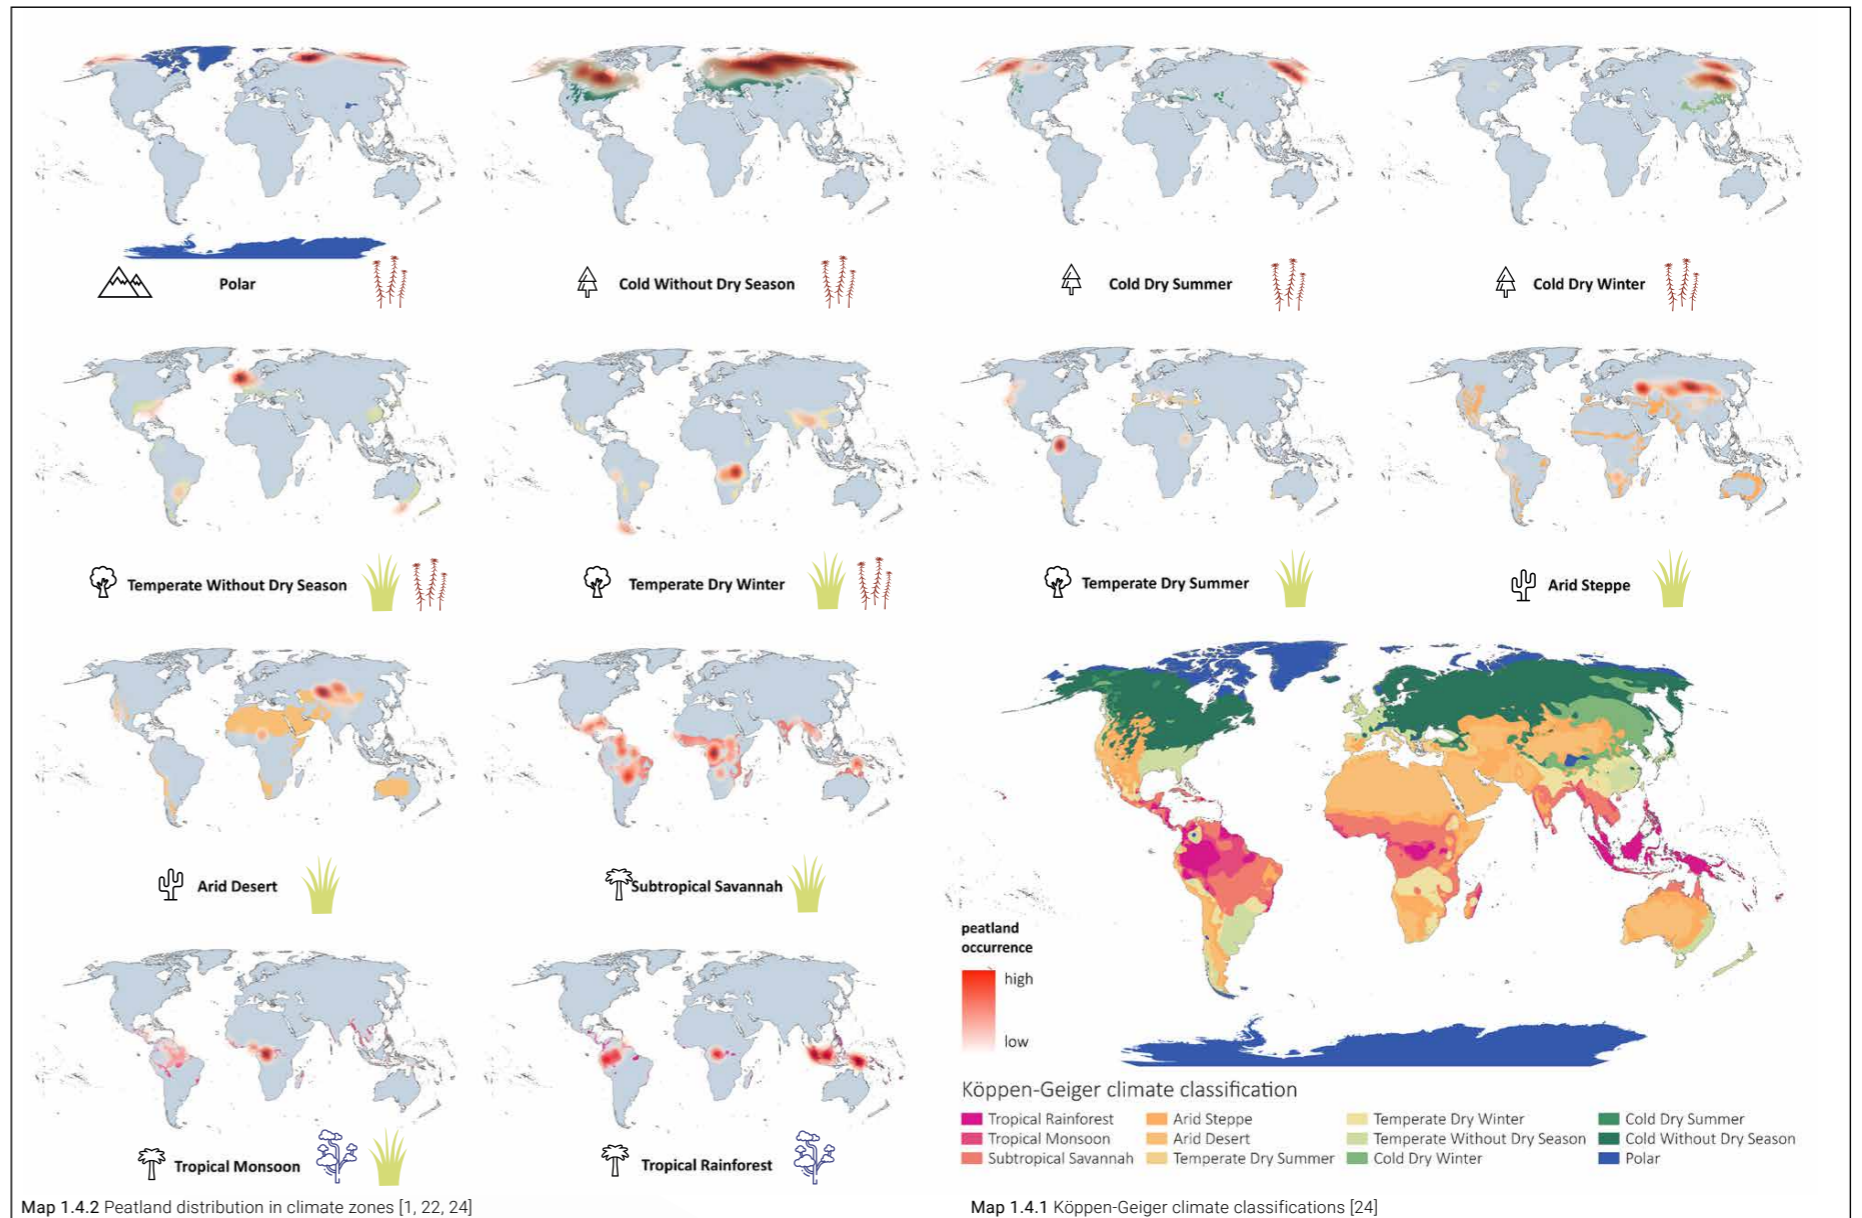 Polar
Cold Without Dry Season
Cold Dry Summer
Cold Dry Winter
Temperate Without Dry Season
Temperate Dry Winter
Temperate Dry Summer
Arid Steppe
Arid Desert
Subtropical Savannah
Tropical Monsoon
Tropical Rainforest
Map 1.4.2 Peatland distribution in climate zones [1, 22, 24]
peatland
occurrence
high
low
Köppen-Geiger climate classification
Tropical Rainforest
Tropical Monsoon
Subtropical Savannah
Arid Steppe
Arid Desert
Temperate Dry Summer
Temperate Dry Winter
Temperate Without Dry Season
Cold Dry Winter
Cold Dry Summer
Cold Without Dry Season
Polar
Map 1.4.1 Köppen-Geiger climate classifications [24]